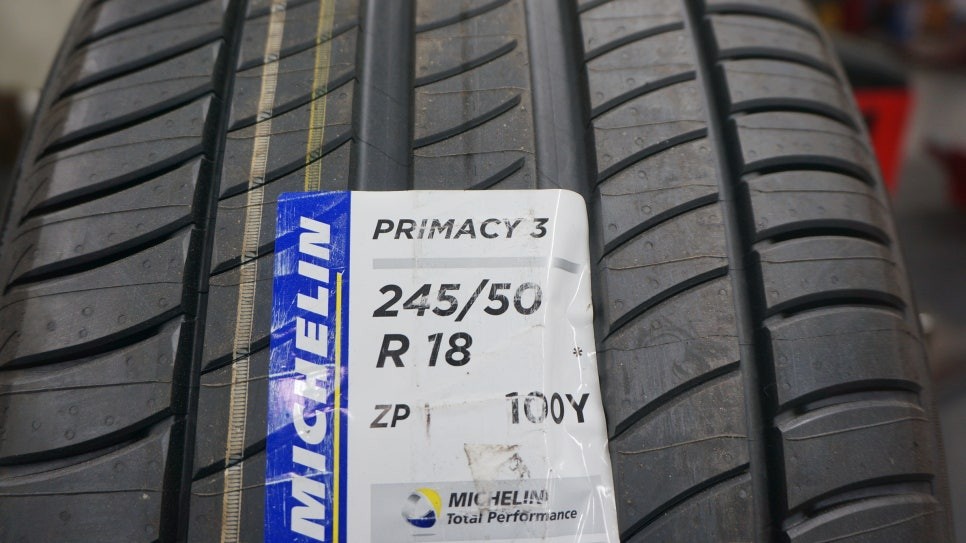 MICHELIN
PRIMACY 3
245/50
R 18 *
ZP 100Y
MICHELIN
Total Performance